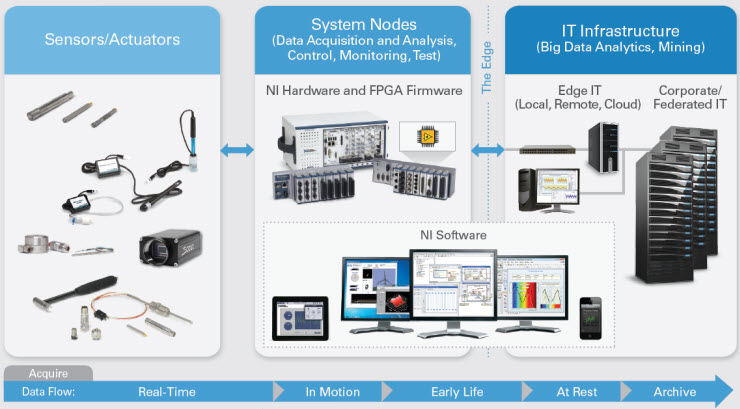 Sensors/Actuators
System Nodes
(Data Acquisition and Analysis,
Control, Monitoring, Test)
The Edge
IT Infrastructure
(Big Data Analytics, Mining)
NI Hardware and FPGA Firmware
Edge IT
(Local, Remote, Cloud)
Corporate/
Federated IT
NI Software
Acquire
Data Flow:
Real-Time
In Motion
Early Life
At Rest
Archive